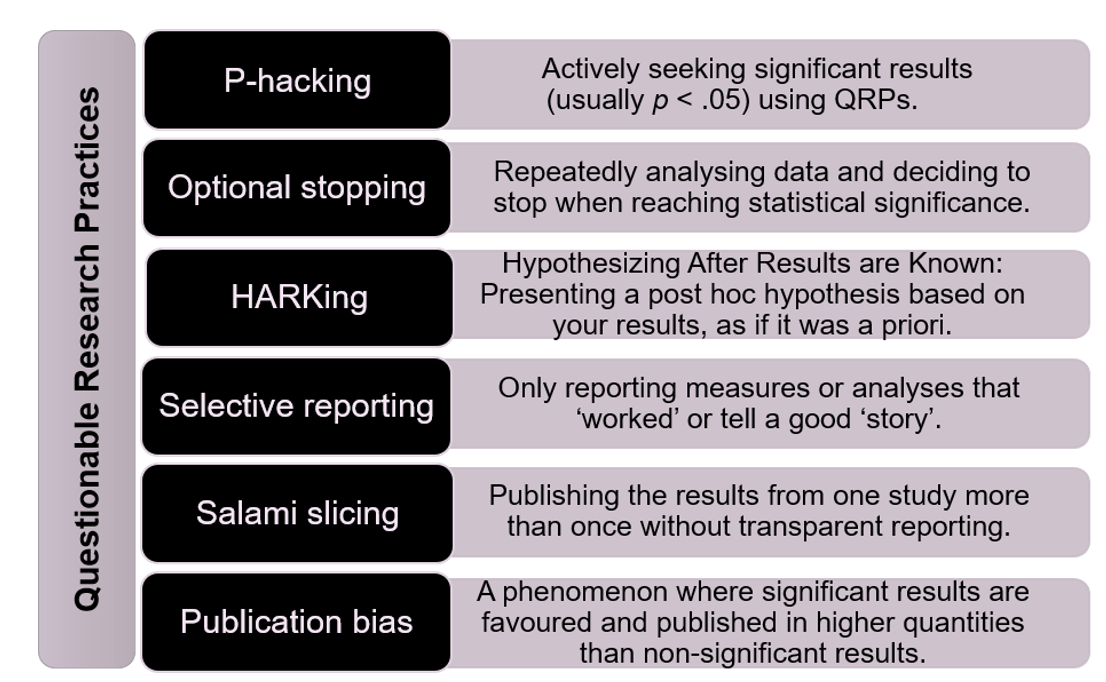 Questionable Research Practices
P-hacking
Actively seeking significant results
(usually p < .05) using QRPs.
Optional stopping
Repeatedly analysing data and deciding to
stop when reaching statistical significance.
HARKing
Hypothesizing After Results are Known:
Presenting a post hoc hypothesis based on
your results, as if it was a priori.
Selective reporting
Only reporting measures or analyses that
‘worked’ or tell a good ‘story’.
Salami slicing
Publishing the results from one study more
than once without transparent reporting.
Publication bias
A phenomenon where significant results are
favoured and published in higher quantities
than non-significant results.